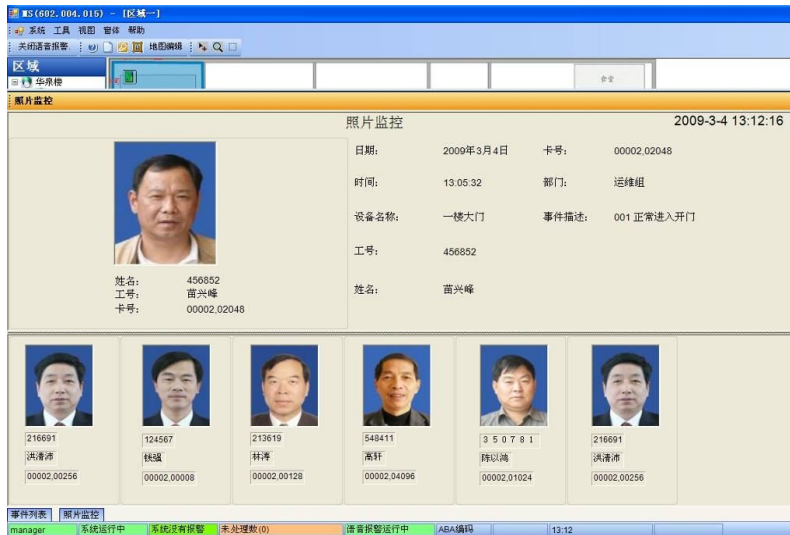 MS(602.004.015) - [区域一]
系统 工具 视图 窗体 帮助
关闭语音报警. 地图编辑
区域
华泉楼
食堂
照片监控
照片监控 2009-3-4 13:12:16
日期: 2009年3月4日 卡号: 00002,02048
时间: 13:05:32 部门: 运维组
设备名称: 一楼大门 事件描述: 001 正常进入开门
工号: 456852
姓名: 苗兴峰
姓名: 456852
工号: 苗兴峰
卡号: 00002,02048
216691 124567 213619 548411 3 5 0 7 8 1 216691
洪清沛 铁骊 林涛 高轩 陈以鸿 洪清沛
00002,00256 00002,00008 00002,00128 00002,04096 00002,01024 00002,00256
事件列表 照片监控
manager 系统运行中 系统没有报警 未处理数(0) 语音报警运行中 ABA编码 13:12